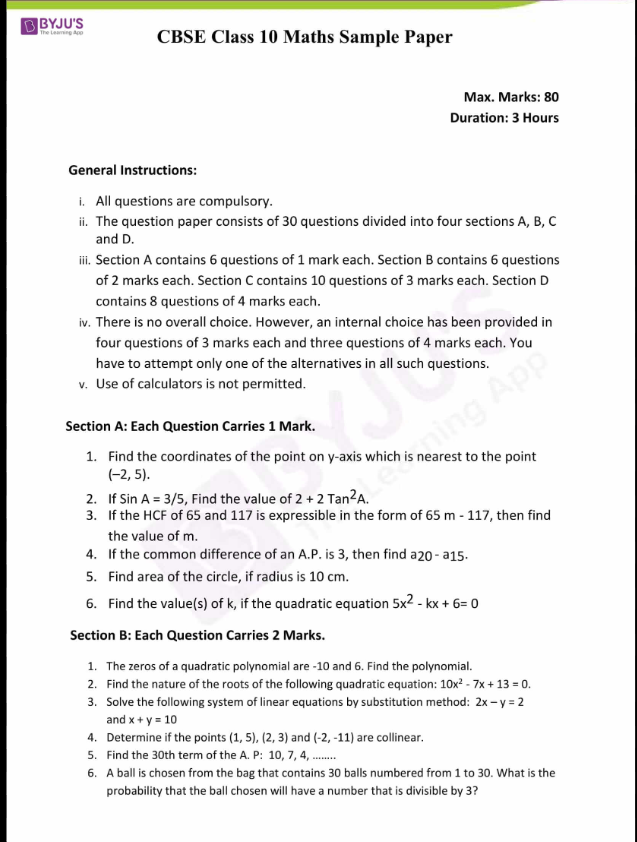 BYJU'S
The Learning App
CBSE Class 10 Maths Sample Paper
Max. Marks: 80
Duration: 3 Hours
General Instructions:
i. All questions are compulsory.
ii. The question paper consists of 30 questions divided into four sections A, B, C
and D.
iii. Section A contains 6 questions of 1 mark each. Section B contains 6 questions
of 2 marks each. Section C contains 10 questions of 3 marks each. Section D
contains 8 questions of 4 marks each.
iv. There is no overall choice. However, an internal choice has been provided in
four questions of 3 marks each and three questions of 4 marks each. You
have to attempt only one of the alternatives in all such questions.
v. Use of calculators is not permitted.
Section A: Each Question Carries 1 Mark.
1. Find the coordinates of the point on y-axis which is nearest to the point
(–2, 5).
2. If Sin A = 3/5, Find the value of 2 + 2 Tan²A.
3. If the HCF of 65 and 117 is expressible in the form of 65 m - 117, then find
the value of m.
4. If the common difference of an A.P. is 3, then find a20 - a15.
5. Find area of the circle, if radius is 10 cm.
6. Find the value(s) of k, if the quadratic equation 5x² - kx + 6= 0
Section B: Each Question Carries 2 Marks.
1. The zeros of a quadratic polynomial are -10 and 6. Find the polynomial.
2. Find the nature of the roots of the following quadratic equation: 10x² - 7x + 13 = 0.
3. Solve the following system of linear equations by substitution method: 2x – y = 2
and x + y = 10
4. Determine if the points (1, 5), (2, 3) and (-2, -11) are collinear.
5. Find the 30th term of the A. P: 10, 7, 4, ........
6. A ball is chosen from the bag that contains 30 balls numbered from 1 to 30. What is the
probability that the ball chosen will have a number that is divisible by 3?
BYJU'S
The Learning App